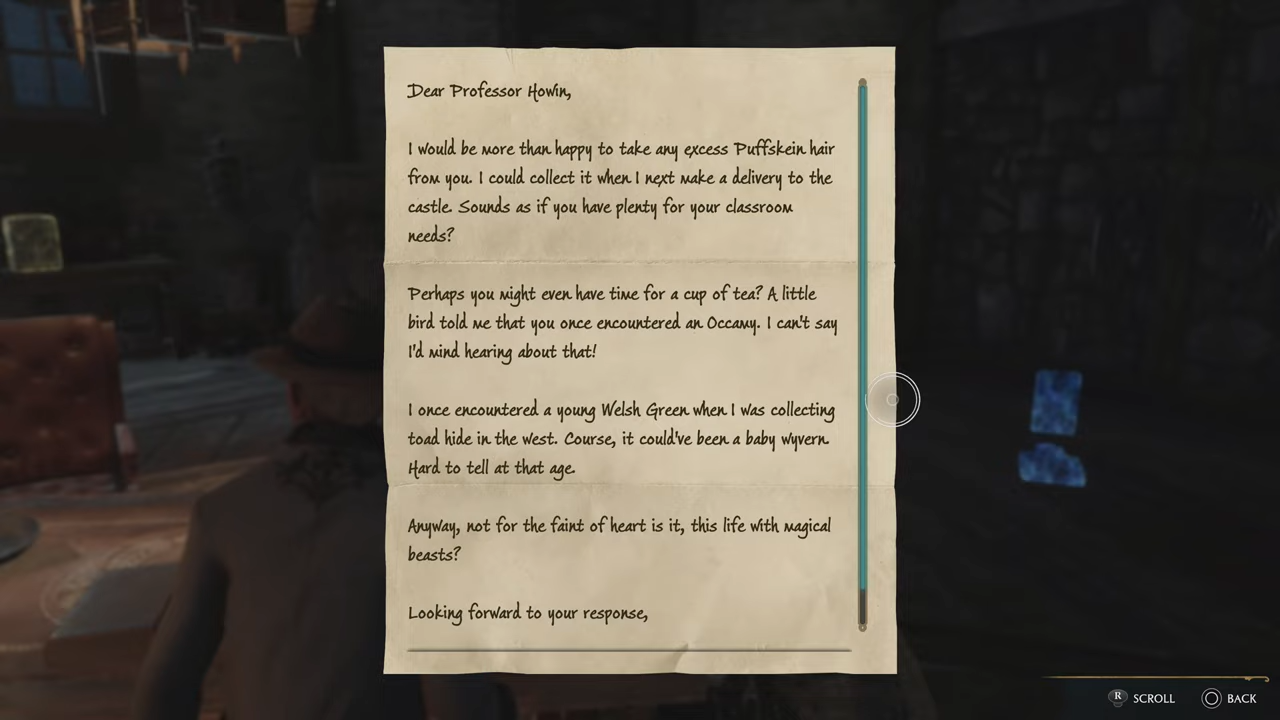 Dear Professor Howin,
I would be more than happy to take any excess Puffskein hair
from you. I could collect it when I next make a delivery to the
castle. Sounds as if you have plenty for your classroom
needs?
Perhaps you might even have time for a cup of tea? A little
bird told me that you once encountered an Occamy. I can't say
I'd mind hearing about that!
I once encountered a young Welsh Green when I was collecting
toad hide in the west. Course, it could've been a baby wyvern.
Hard to tell at that age.
Anyway, not for the faint of heart is it, this life with magical
beasts?
Looking forward to your response,
R SCROLL
BACK